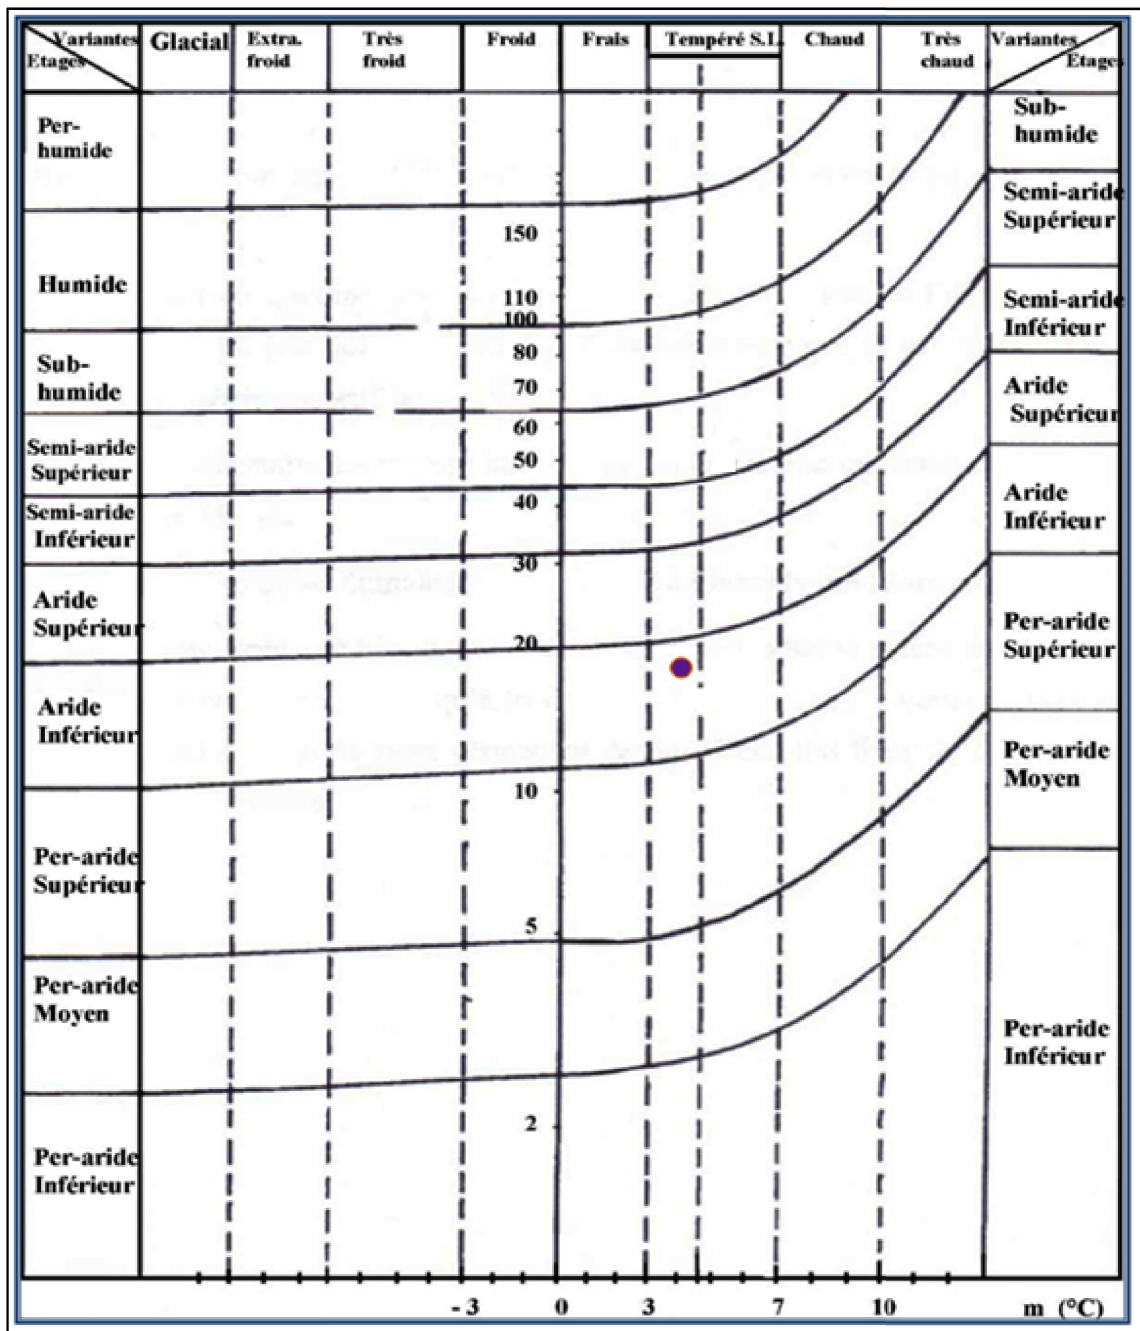 Variantes
Etages
Glacial
Extra.
froid
Très
froid
Froid
Frais
Tempéré S.I.
Chaud
Très
chaud
Variantes
Etages
Per-
humide
Humide
Sub-
humide
Semi-aride
Supérieur
Semi-aride
Inférieur
Aride
Supérieur
Aride
Inférieur
Per-aride
Supérieur
Per-aride
Moyen
Per-aride
Inférieur
150
110
100
80
70
60
50
40
30
20
10
5
2
Sub-
humide
Semi-aride
Supérieur
Semi-aride
Inférieur
Aride
Supérieur
Aride
Inférieur
Per-aride
Supérieur
Per-aride
Moyen
Per-aride
Inférieur
- 3 0 3 7 10 m (°C)